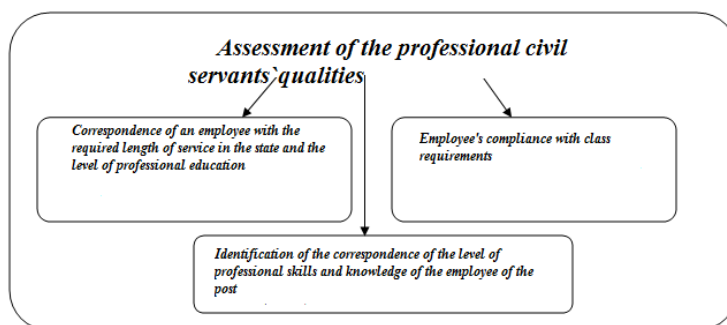 Assessment of the professional civil
servants`qualities
Correspondence of an employee with the
required length of service in the state and the
level of professional education
Employee's compliance with class
requirements
Identification of the correspondence of the level of
professional skills and knowledge of the employee of the
post